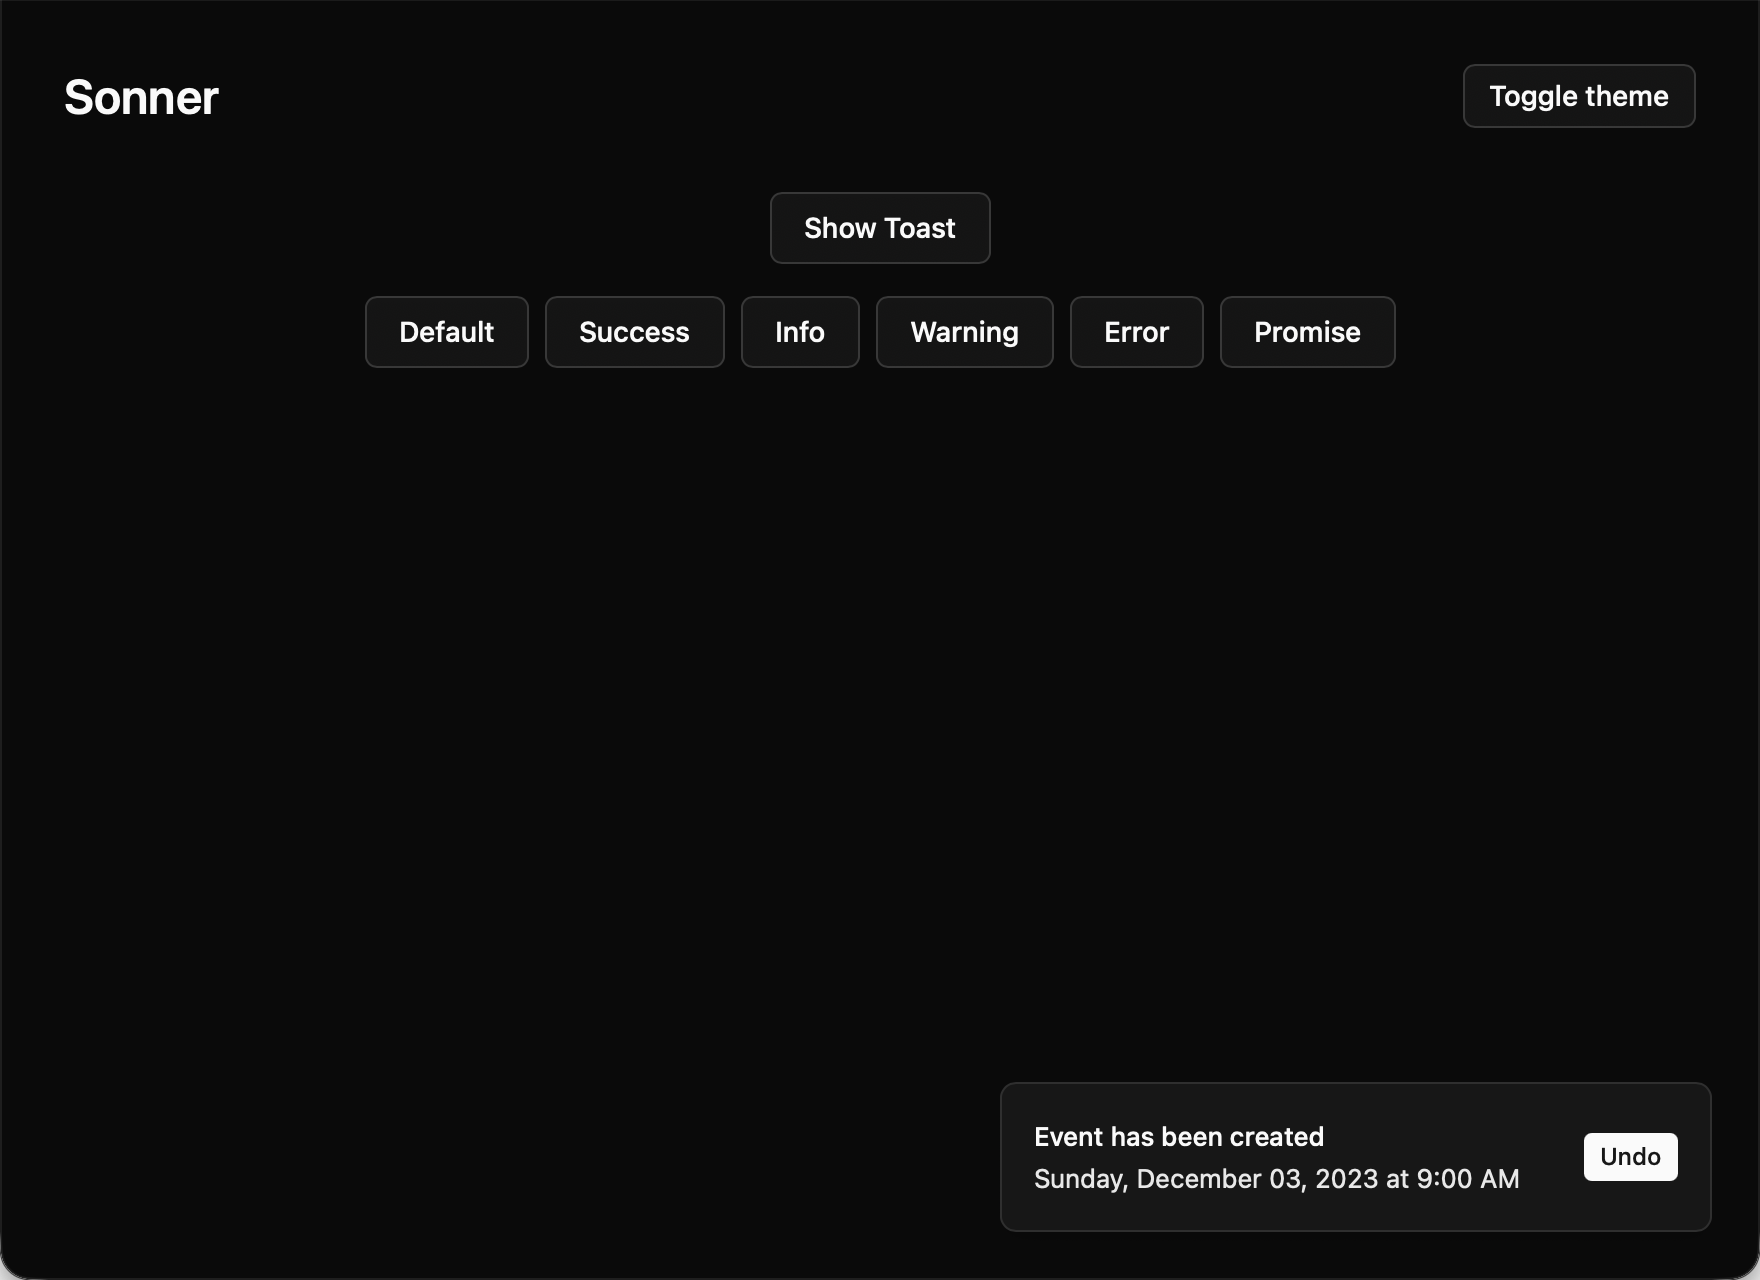 Sonner
Toggle theme
Show Toast
Default
Success
Info
Warning
Error
Promise
Event has been created
Sunday, December 03, 2023 at 9:00 AM
Undo